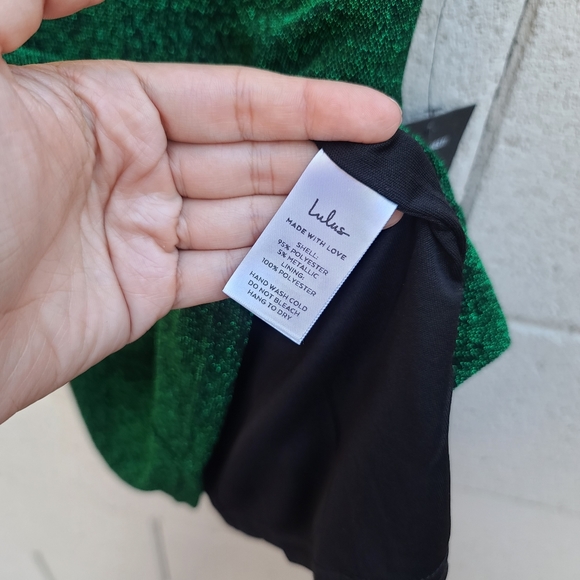 Lulus
MADE WITH LOVE
SHELL:
95% POLYESTER
5% METALLIC
LINING:
100% POLYESTER
HAND WASH COLD
DO NOT BLEACH
HANG TO DRY